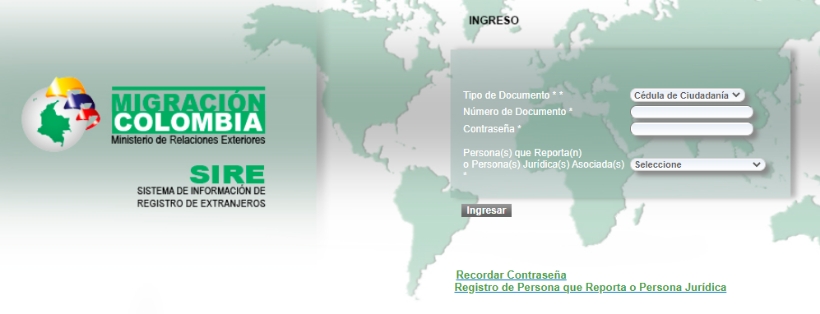 INGRESO
MIGRACIÓN
COLOMBIA
Ministerio de Relaciones Exteriores
SIRE
SISTEMA DE INFORMACIÓN DE
REGISTRO DE EXTRANJEROS
Tipo de Documento * * Cédula de Ciudadanía
Número de Documento *
Contraseña *
Persona(s) que Reporta(n)
o Persona(s) Jurídica(s) Asociada(s) Seleccione
*
Ingresar
Recordar Contraseña
Registro de Persona que Reporta o Persona Jurídica